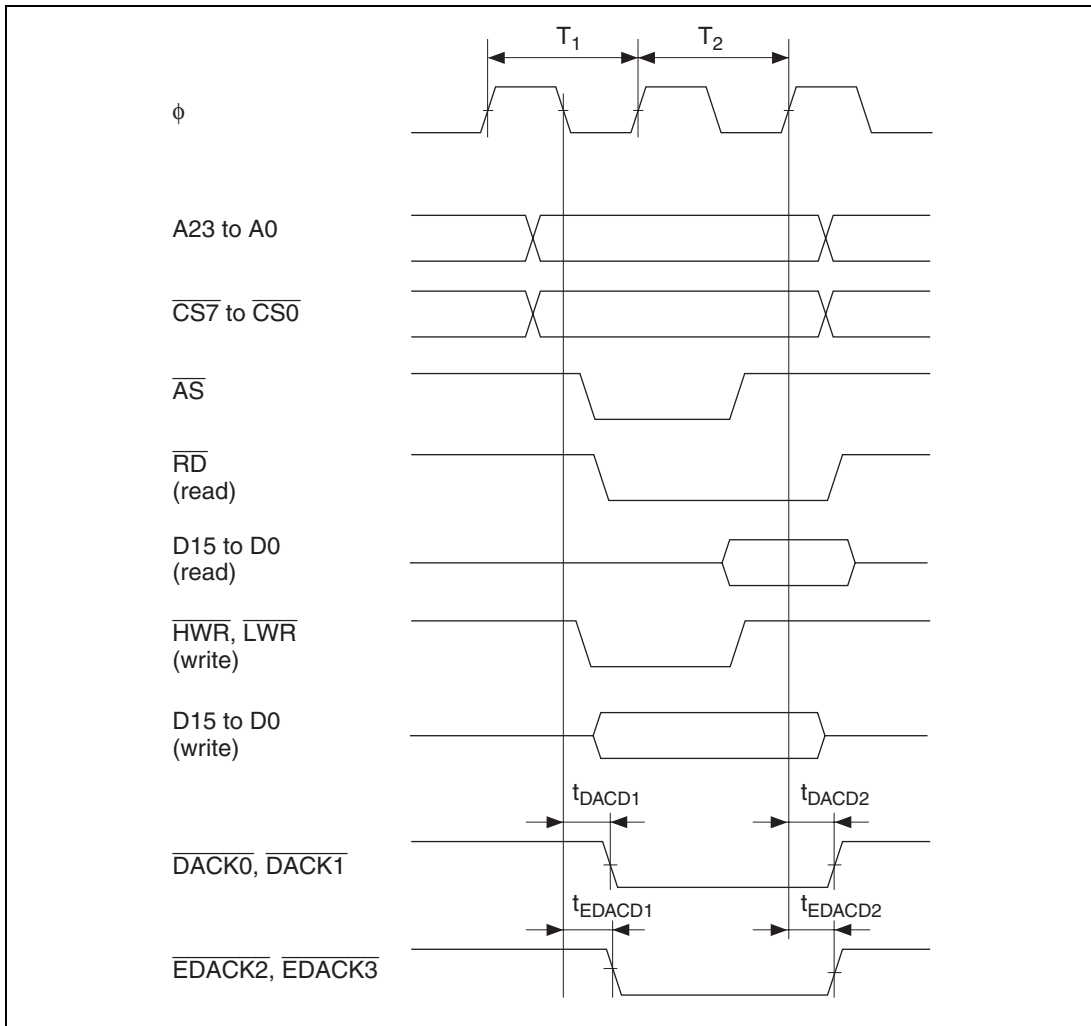 T1 T2
ϕ
A23 to A0
CS7 to CS0
AS
RD
(read)
D15 to D0
(read)
HWR, LWR
(write)
D15 to D0
(write)
tDACD1 tDACD2
DACK0, DACK1
tEDACD1 tEDACD2
EDACK2, EDACK3